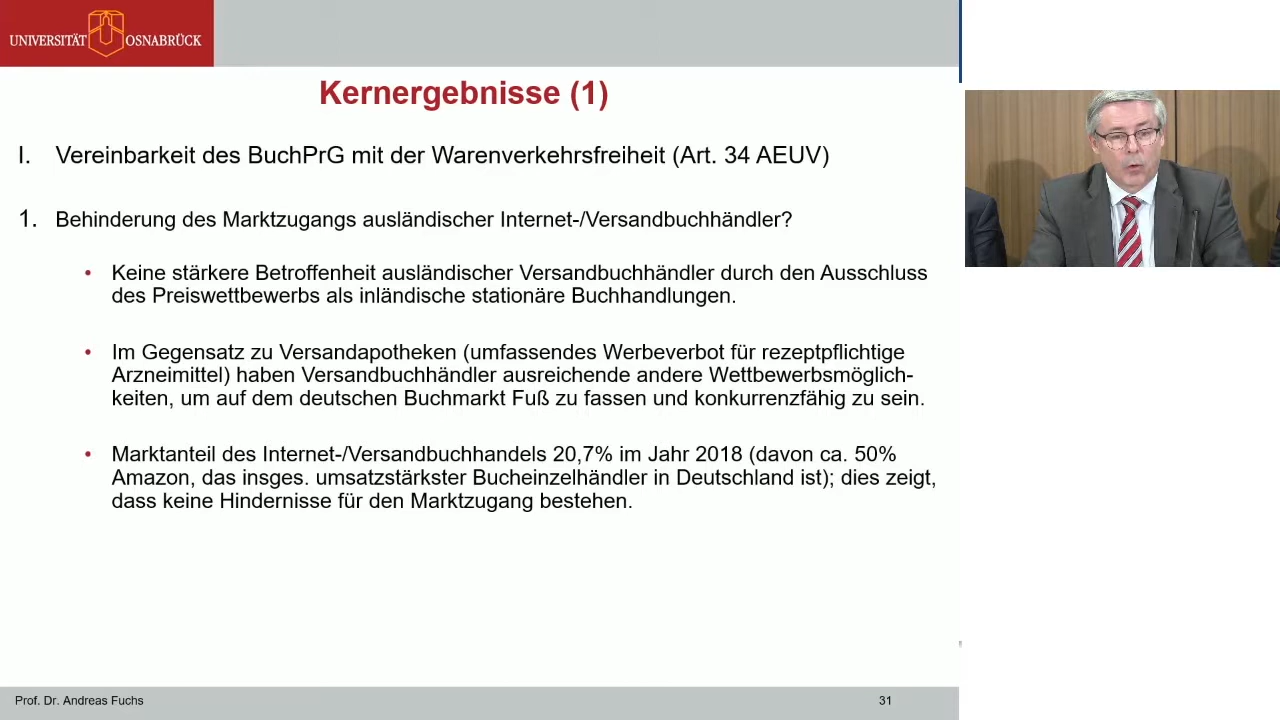 UNIVERSITÄT OSNABRÜCK
Kernergebnisse (1)
I. Vereinbarkeit des BuchPrG mit der Warenverkehrsfreiheit (Art. 34 AEUV)
1. Behinderung des Marktzugangs ausländischer Internet-/Versandbuchhändler?
• Keine stärkere Betroffenheit ausländischer Versandbuchhändler durch den Ausschluss
des Preiswettbewerbs als inländische stationäre Buchhandlungen.
• Im Gegensatz zu Versandapotheken (umfassendes Werbeverbot für rezeptpflichtige
Arzneimittel) haben Versandbuchhändler ausreichende andere Wettbewerbsmöglich-
keiten, um auf dem deutschen Buchmarkt Fuß zu fassen und konkurrenzfähig zu sein.
• Marktanteil des Internet-/Versandbuchhandels 20,7% im Jahr 2018 (davon ca. 50%
Amazon, das insges. umsatzstärkster Bucheinzelhändler in Deutschland ist); dies zeigt,
dass keine Hindernisse für den Marktzugang bestehen.
Prof. Dr. Andreas Fuchs
31